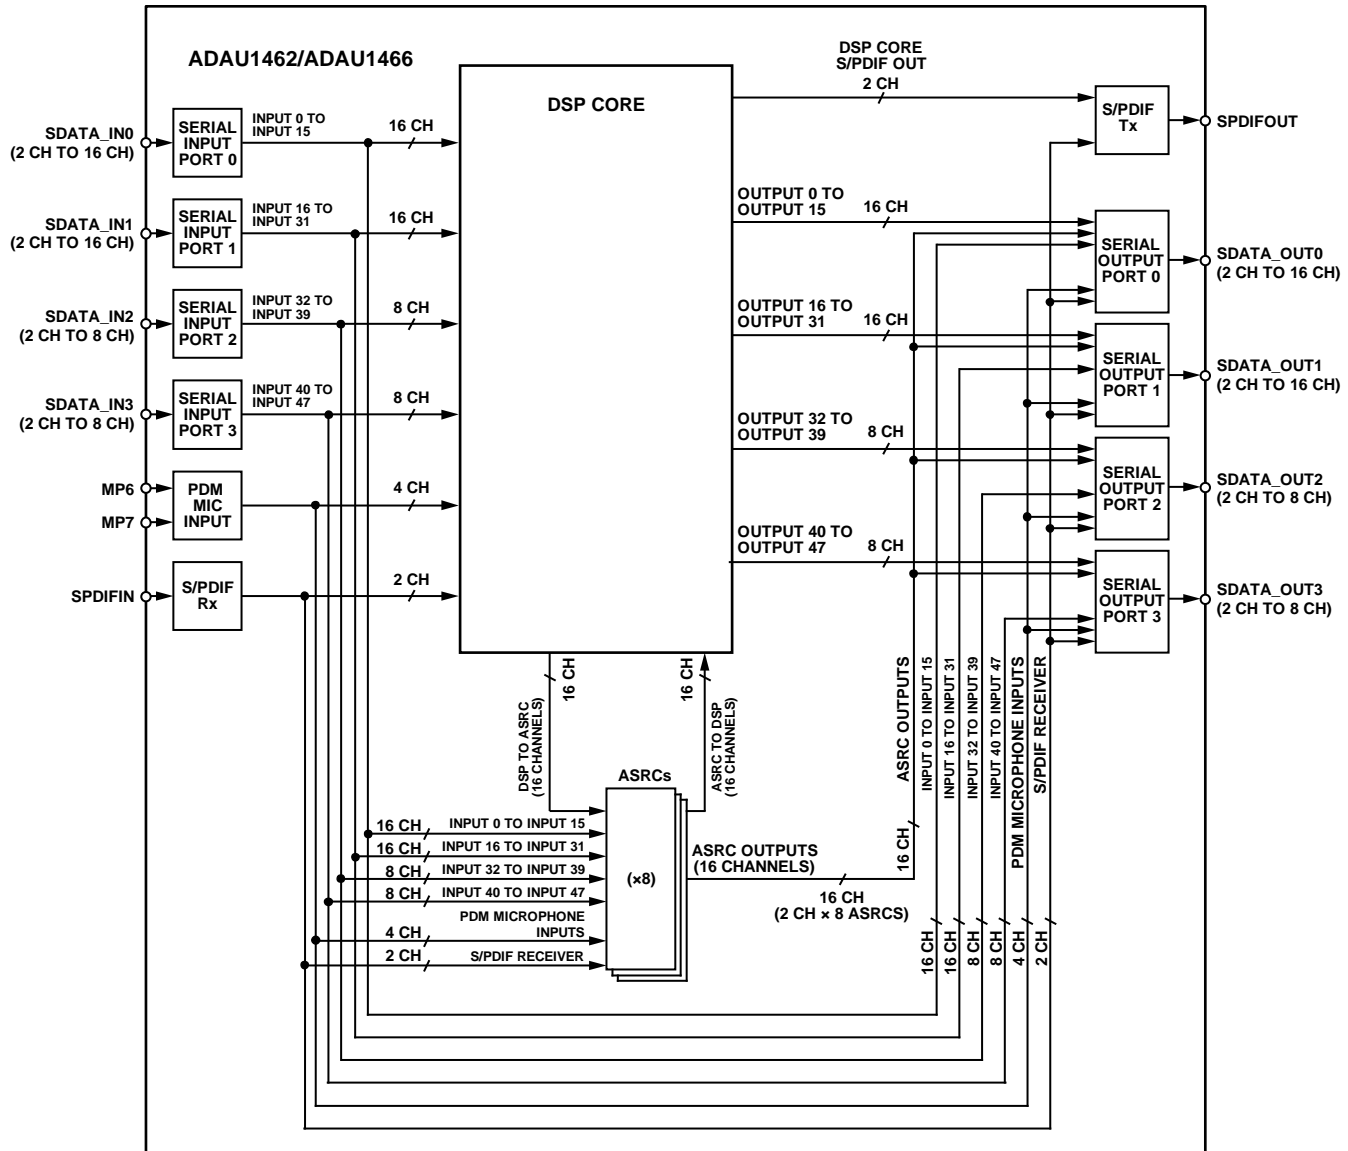 ADAU1462/ADAU1466
DSP CORE
DSP CORE
S/PDIF OUT
2 CH
S/PDIF
Tx
SPDIFOUT
SDATA_IN0
(2 CH TO 16 CH)
SERIAL
INPUT
PORT 0
INPUT 0 TO
INPUT 15
16 CH
SDATA_IN1
(2 CH TO 16 CH)
SERIAL
INPUT
PORT 1
INPUT 16 TO
INPUT 31
16 CH
SDATA_IN2
(2 CH TO 8 CH)
SERIAL
INPUT
PORT 2
INPUT 32 TO
INPUT 39
8 CH
SDATA_IN3
(2 CH TO 8 CH)
SERIAL
INPUT
PORT 3
INPUT 40 TO
INPUT 47
8 CH
MP6
MP7
PDM
MIC
INPUT
4 CH
SPDIFIN
S/PDIF
Rx
2 CH
OUTPUT 0 TO
OUTPUT 15
16 CH
SERIAL
OUTPUT
PORT 0
SDATA_OUT0
(2 CH TO 16 CH)
OUTPUT 16 TO
OUTPUT 31
16 CH
SERIAL
OUTPUT
PORT 1
SDATA_OUT1
(2 CH TO 16 CH)
OUTPUT 32 TO
OUTPUT 39
8 CH
SERIAL
OUTPUT
PORT 2
SDATA_OUT2
(2 CH TO 8 CH)
OUTPUT 40 TO
OUTPUT 47
8 CH
SERIAL
OUTPUT
PORT 3
SDATA_OUT3
(2 CH TO 8 CH)
16 CH
DSP TO ASRC
(16 CHANNELS)
16 CH
ASRC TO DSP
(16 CHANNELS)
ASRCs
(×8)
16 CH
INPUT 0 TO INPUT 15
16 CH
INPUT 16 TO INPUT 31
8 CH
INPUT 32 TO INPUT 39
8 CH
INPUT 40 TO INPUT 47
PDM MICROPHONE
INPUTS
4 CH
2 CH
S/PDIF RECEIVER
ASRC OUTPUTS
(16 CHANNELS)
16 CH
(2 CH × 8 ASRCS)
ASRC OUTPUTS
16 CH
INPUT 0 TO INPUT 15
16 CH
INPUT 16 TO INPUT 31
16 CH
INPUT 32 TO INPUT 39
8 CH
INPUT 40 TO INPUT 47
8 CH
PDM MICROPHONE INPUTS
4 CH
S/PDIF RECEIVER
2 CH